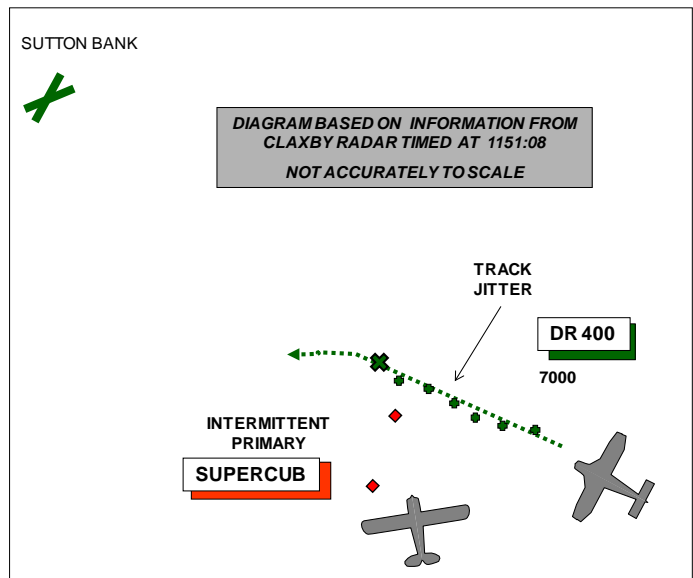 SUTTON BANK
DIAGRAM BASED ON INFORMATION FROM
CLAXBY RADAR TIMED AT 1151:08
NOT ACCURATELY TO SCALE
TRACK
JITTER
DR 400
7000
INTERMITTENT
PRIMARY
SUPERCUB